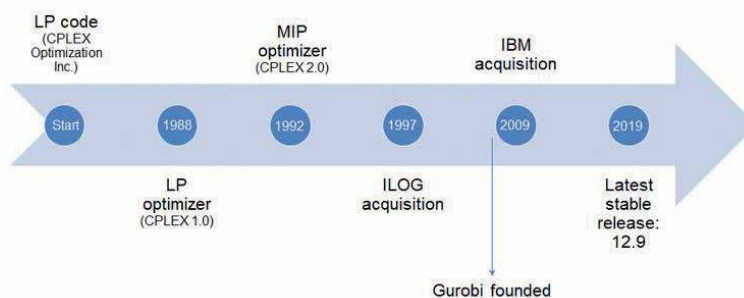 LP code
(CPLEX
Optimization
Inc.)
MIP
optimizer
(CPLEX 2.0)
IBM
acquisition
Start
1988
1992
1997
2009
2019
LP
optimizer
(CPLEX 1.0)
ILOG
acquisition
Latest
stable
release:
12.9
Gurobi founded